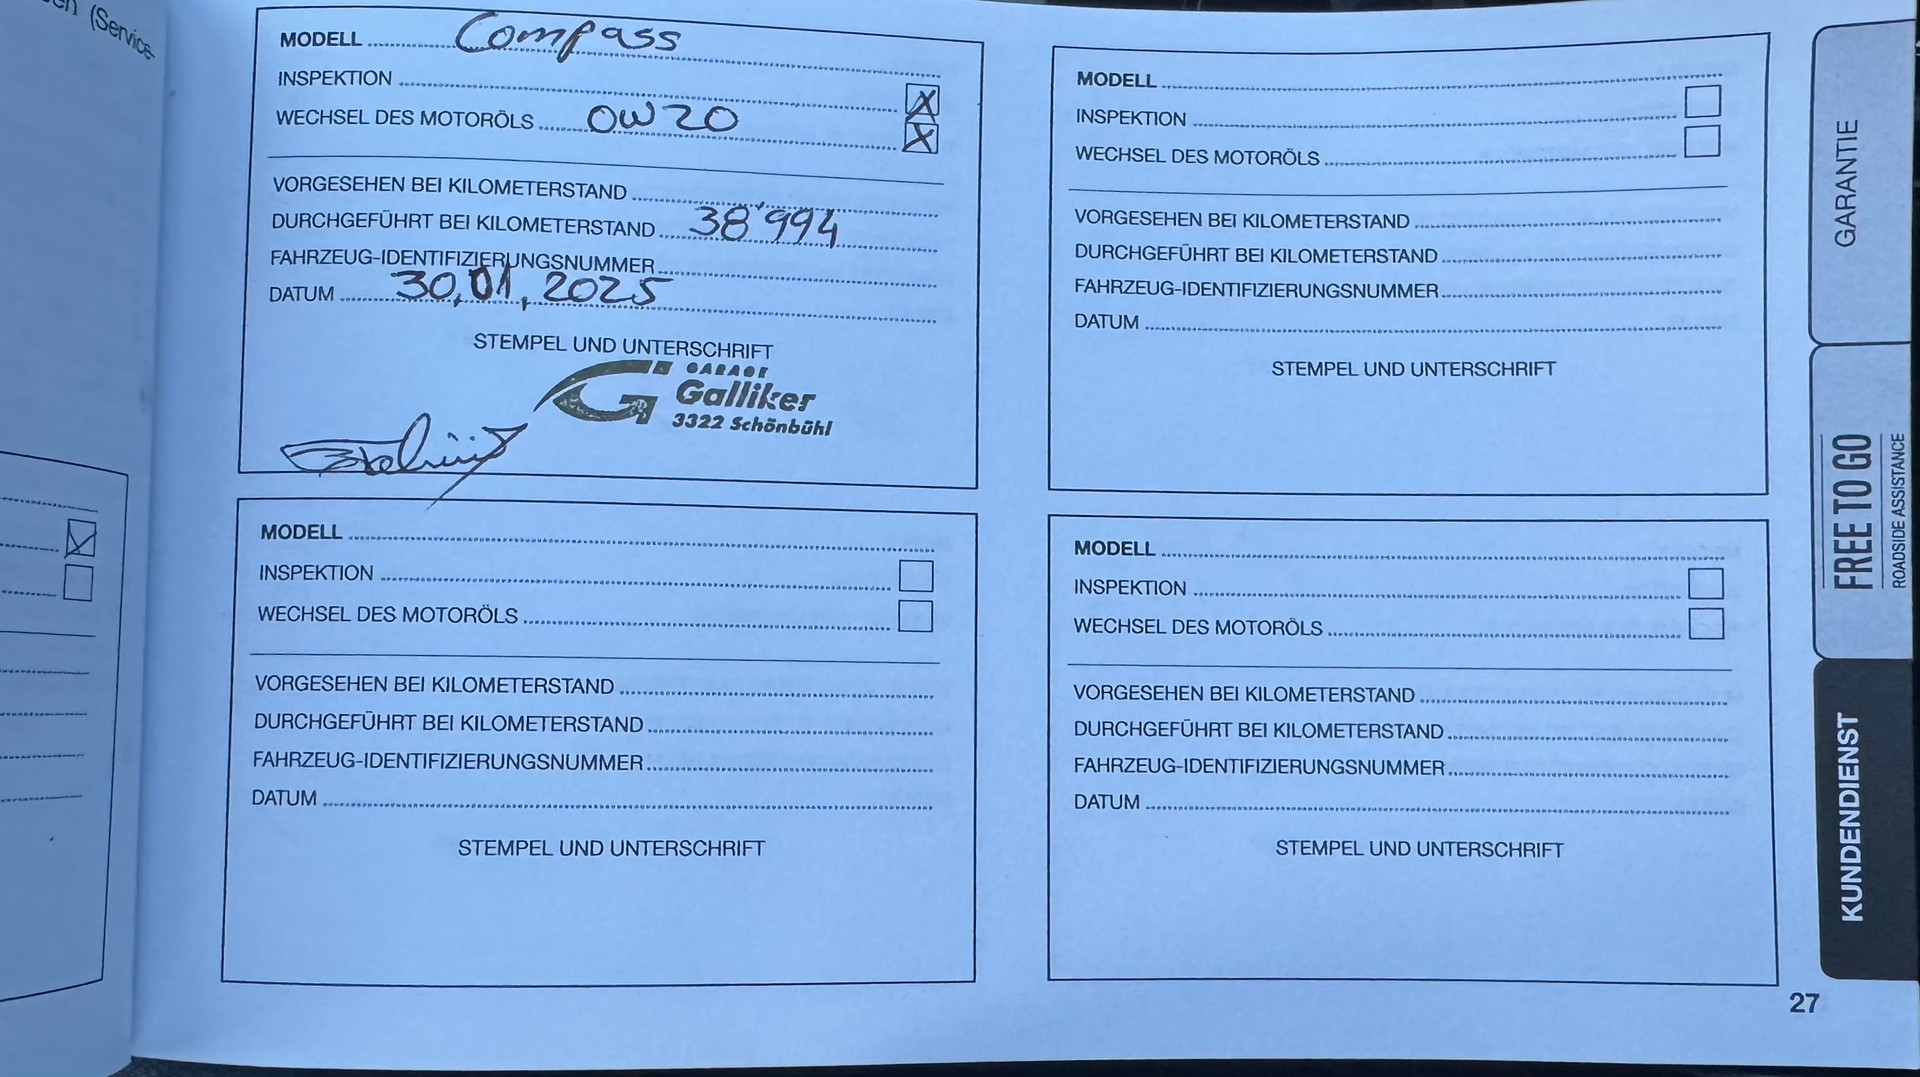 en (Service-
MODELL Compass
INSPEKTION X
WECHSEL DES MOTORÖLS OW20 X
VORGESEHEN BEI KILOMETERSTAND
DURCHGEFÜHRT BEI KILOMETERSTAND 38'994
FAHRZEUG-IDENTIFIZIERUNGSNUMMER
DATUM 30,01,2025
STEMPEL UND UNTERSCHRIFT
G GARAGE
Galliker
3322 Schönbühl
MODELL
INSPEKTION
WECHSEL DES MOTORÖLS
VORGESEHEN BEI KILOMETERSTAND
DURCHGEFÜHRT BEI KILOMETERSTAND
FAHRZEUG-IDENTIFIZIERUNGSNUMMER
DATUM
STEMPEL UND UNTERSCHRIFT
MODELL
INSPEKTION
WECHSEL DES MOTORÖLS
VORGESEHEN BEI KILOMETERSTAND
DURCHGEFÜHRT BEI KILOMETERSTAND
FAHRZEUG-IDENTIFIZIERUNGSNUMMER
DATUM
STEMPEL UND UNTERSCHRIFT
MODELL
INSPEKTION
WECHSEL DES MOTORÖLS
VORGESEHEN BEI KILOMETERSTAND
DURCHGEFÜHRT BEI KILOMETERSTAND
FAHRZEUG-IDENTIFIZIERUNGSNUMMER
DATUM
STEMPEL UND UNTERSCHRIFT
GARANTIE
FREE TO GO
ROADSIDE ASSISTANCE
KUNDENDIENST
27